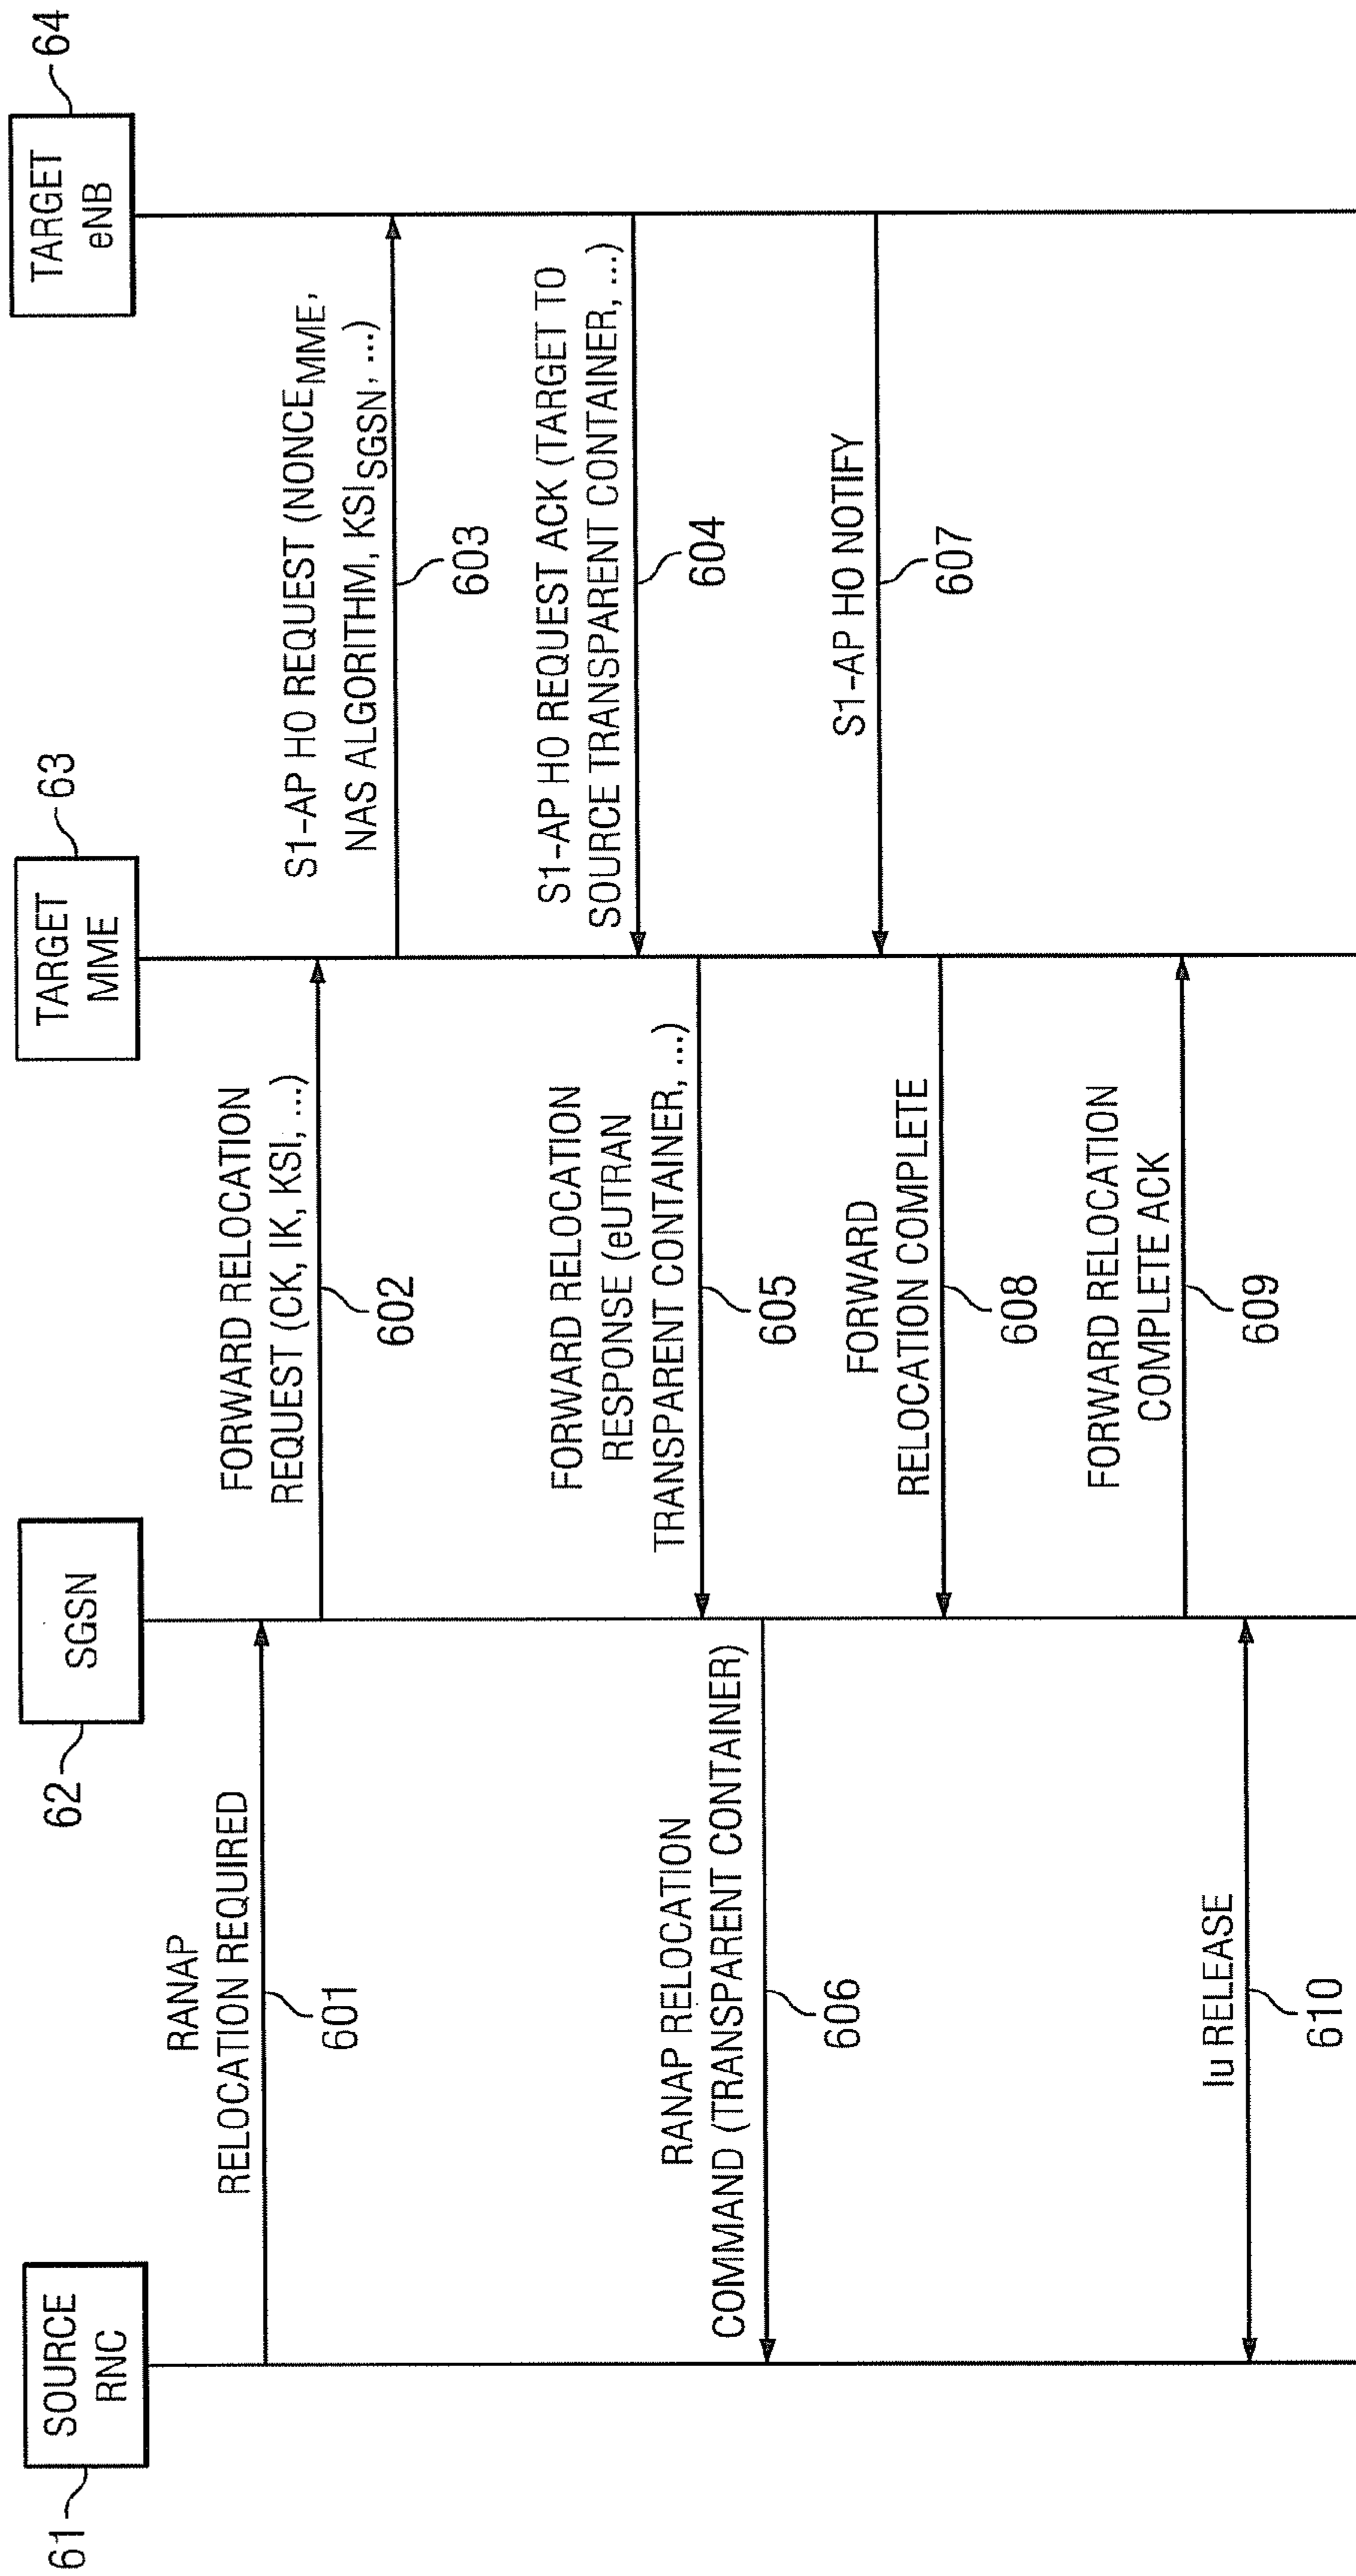 61
SOURCE
RNC
62
SGSN
TARGET
MME
63
TARGET
eNB
64
RANAP
RELOCATION REQUIRED
601
FORWARD RELOCATION
REQUEST (CK, IK, KSI, ...)
602
S1-AP HO REQUEST (NONCEMME,
NAS ALGORITHM, KSISGSN, ...)
603
S1-AP HO REQUEST ACK (TARGET TO
SOURCE TRANSPARENT CONTAINER, ...)
604
FORWARD RELOCATION
RESPONSE (eUTRAN
TRANSPARENT CONTAINER, ...)
605
RANAP RELOCATION
COMMAND (TRANSPARENT CONTAINER)
606
S1-AP HO NOTIFY
607
FORWARD
RELOCATION COMPLETE
608
FORWARD RELOCATION
COMPLETE ACK
609
Iu RELEASE
610